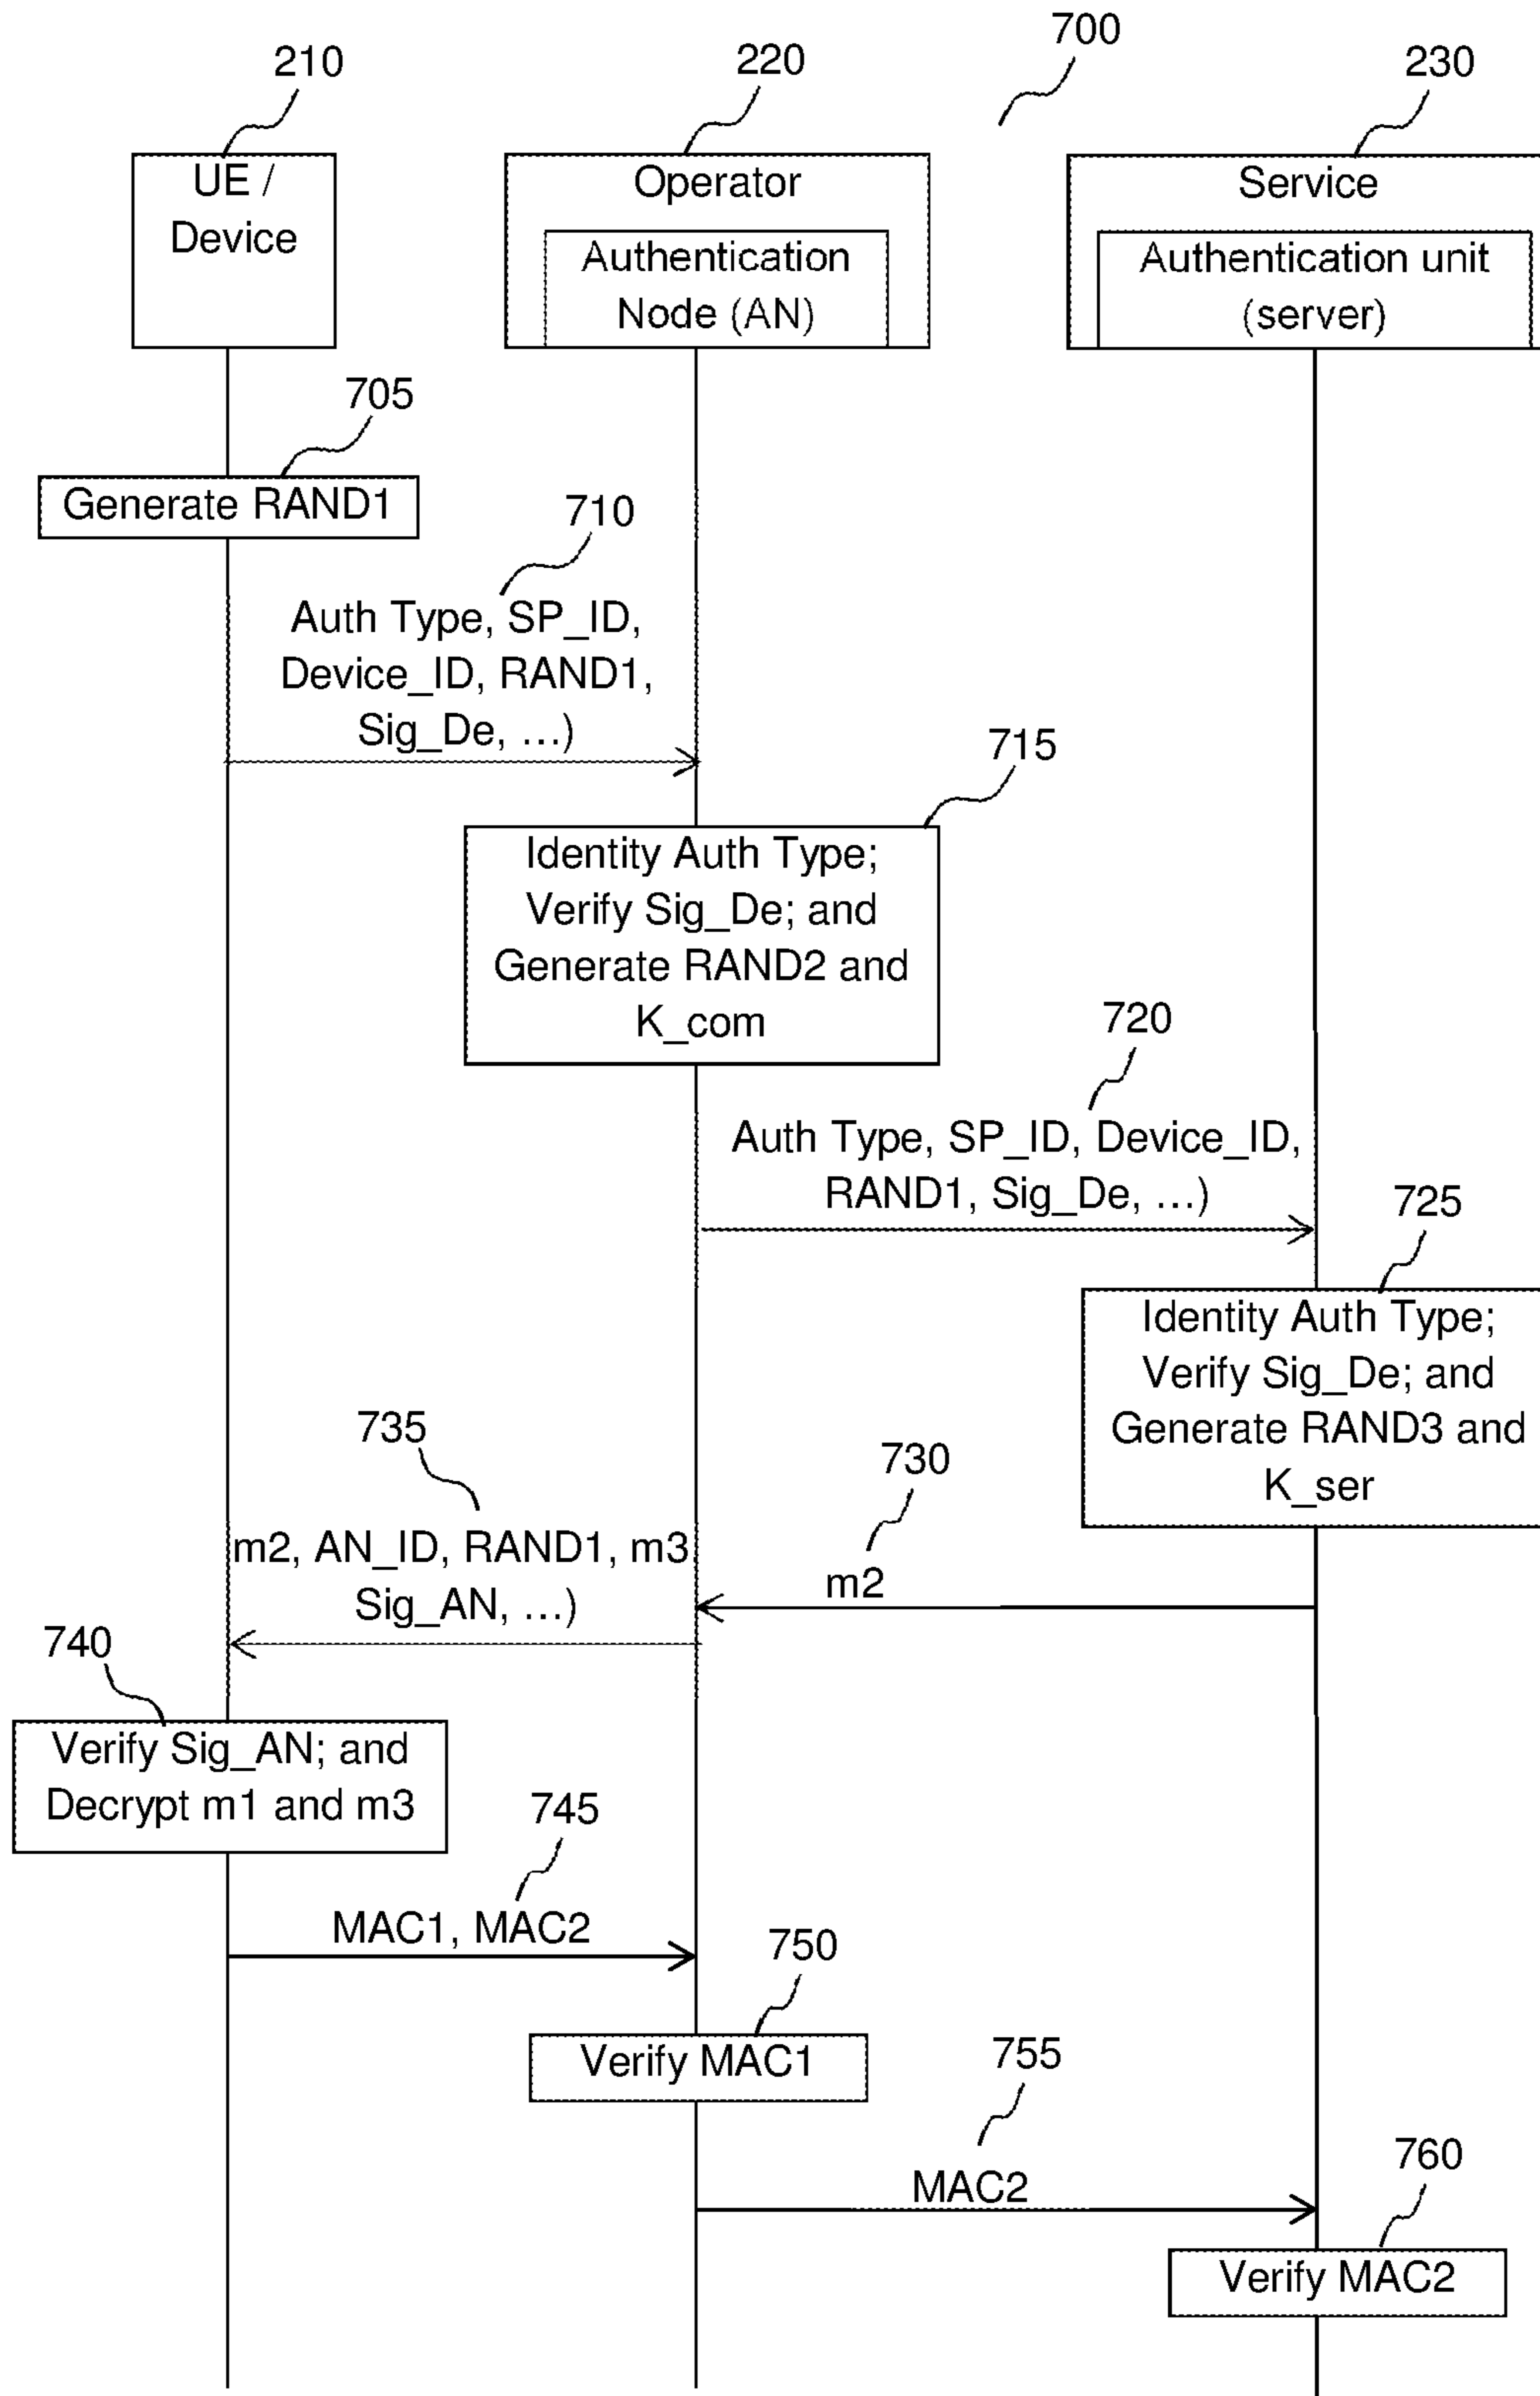 700
210
220
230
UE /
Device
Operator
Authentication
Node (AN)
Service
Authentication unit
(server)
705
Generate RAND1
710
Auth Type, SP_ID,
Device_ID, RAND1,
Sig_De, ...)
715
Identity Auth Type;
Verify Sig_De; and
Generate RAND2 and
K_com
720
Auth Type, SP_ID, Device_ID,
RAND1, Sig_De, ...)
725
Identity Auth Type;
Verify Sig_De; and
Generate RAND3 and
K_ser
730
m2
735
m2, AN_ID, RAND1, m3
Sig_AN, ...)
740
Verify Sig_AN; and
Decrypt m1 and m3
745
MAC1, MAC2
750
Verify MAC1
755
MAC2
760
Verify MAC2